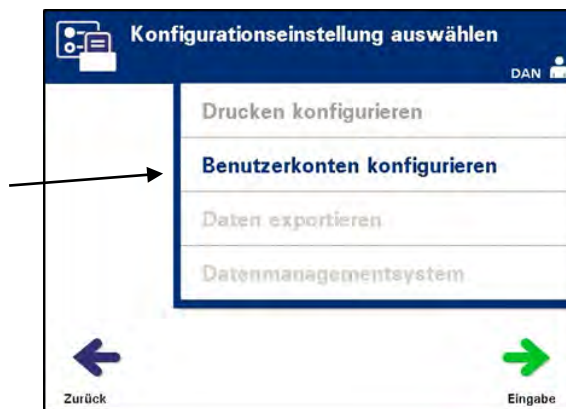 Konfigurationseinstellung auswählen
DAN
Drucken konfigurieren
Benutzerkonten konfigurieren
Daten exportieren
Datenmanagementsystem
Zurück
Eingabe